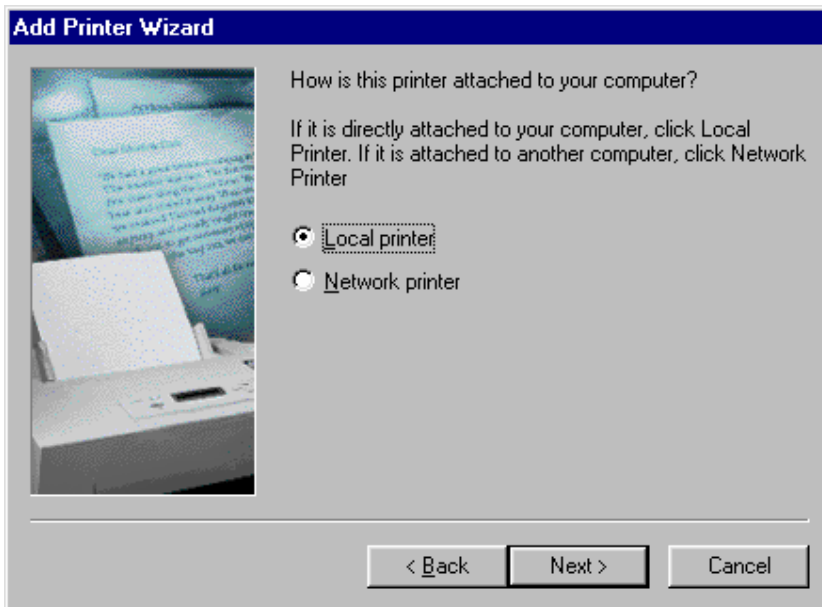 Add Printer Wizard
How is this printer attached to your computer?
If it is directly attached to your computer, click Local
Printer. If it is attached to another computer, click Network
Printer
Local printer
Network printer
< Back
Next >
Cancel